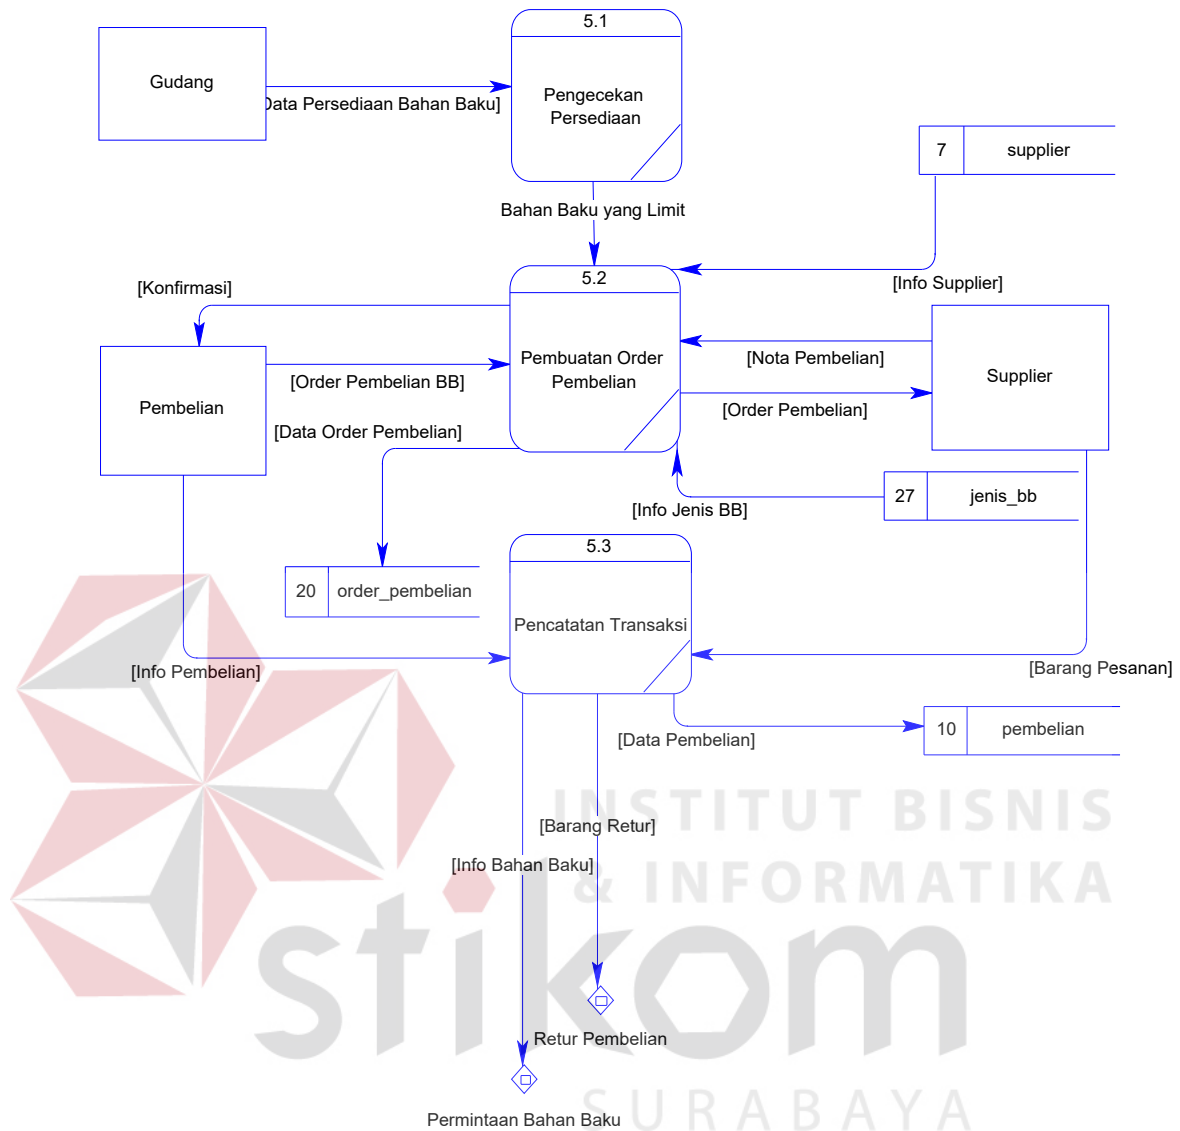 5.1
Gudang
Data Persediaan Bahan Baku]
Pengecekan
Persediaan
7 supplier
Bahan Baku yang Limit
5.2
[Info Supplier]
[Konfirmasi]
[Nota Pembelian]
Pembuatan Order
Pembelian
Supplier
[Order Pembelian BB]
Pembelian
[Order Pembelian]
[Data Order Pembelian]
27 jenis_bb
[Info Jenis BB]
5.3
20 order_pembelian
Pencatatan Transaksi
[Info Pembelian]
[Barang Pesanan]
10 pembelian
[Data Pembelian]
INSTITUT BISNIS
[Barang Retur]
[Info Bahan Baku]
& INFORMATIKA
stikom
Retur Pembelian
SURABAYA
Permintaan Bahan Baku